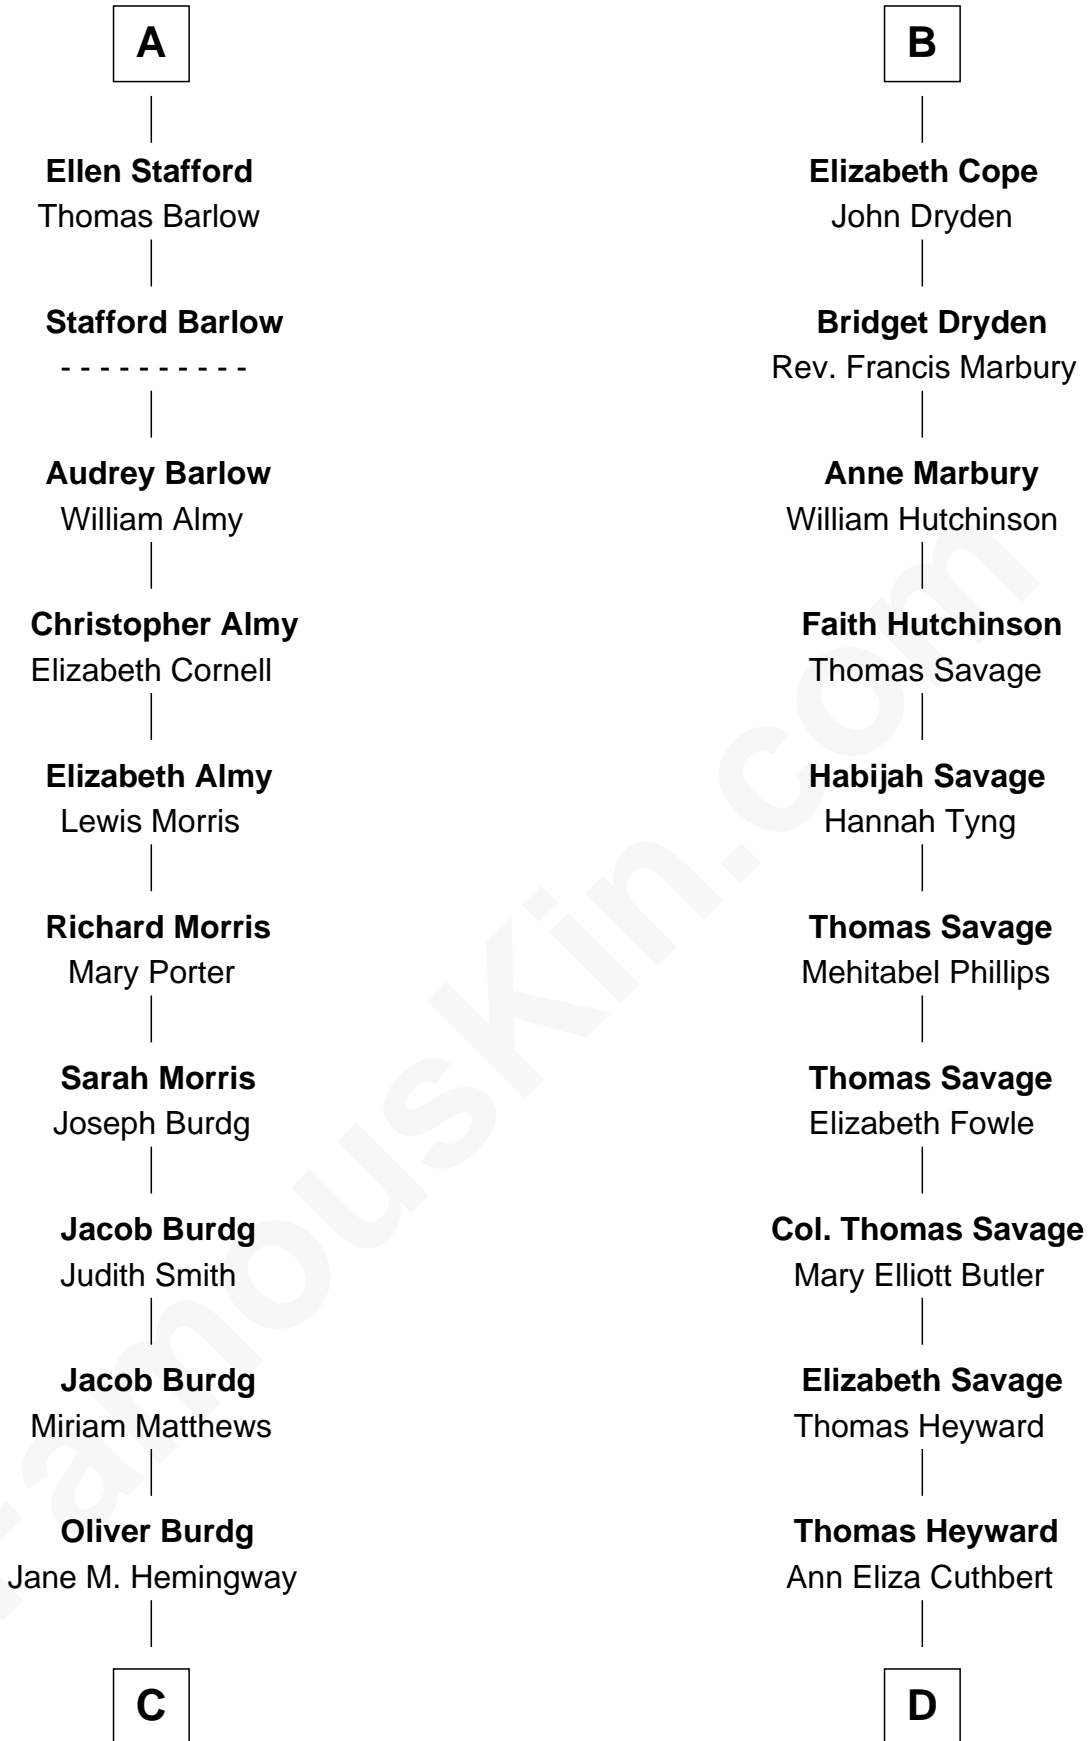 A
Ellen Stafford
Thomas Barlow
Stafford Barlow
- - - - - - - - - -
Audrey Barlow
William Almy
Christopher Almy
Elizabeth Cornell
Elizabeth Almy
Lewis Morris
Richard Morris
Mary Porter
Sarah Morris
Joseph Burdg
Jacob Burdg
Judith Smith
Jacob Burdg
Miriam Matthews
Oliver Burdg
Jane M. Hemingway
C
B
Elizabeth Cope
John Dryden
Bridget Dryden
Rev. Francis Marbury
Anne Marbury
William Hutchinson
Faith Hutchinson
Thomas Savage
Habijah Savage
Hannah Tyng
Thomas Savage
Mehitabel Phillips
Thomas Savage
Elizabeth Fowle
Col. Thomas Savage
Mary Elliott Butler
Elizabeth Savage
Thomas Heyward
Thomas Heyward
Ann Eliza Cuthbert
D
FamousKin.com